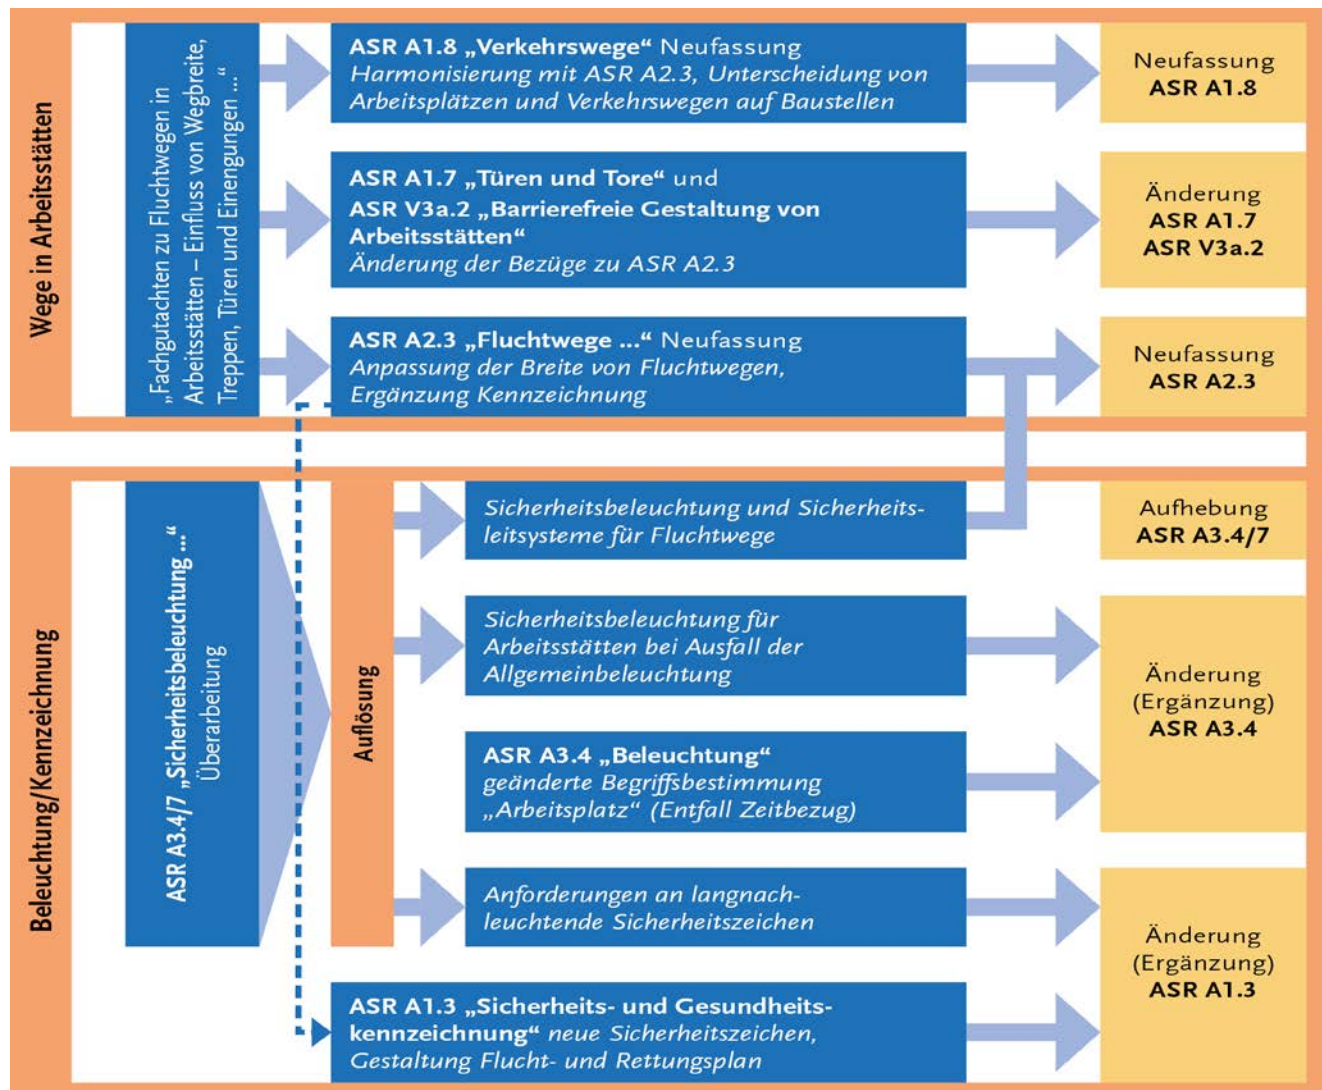 Wege in Arbeitsstätten
„Fachgutachten zu Fluchtwegen in
Arbeitsstätten – Einfluss von Wegbreite,
Treppen, Türen und Einengungen ...“
ASR A1.8 „Verkehrswege“ Neufassung
Harmonisierung mit ASR A2.3, Unterscheidung von
Arbeitsplätzen und Verkehrswegen auf Baustellen
Neufassung
ASR A1.8
ASR A1.7 „Türen und Tore“ und
ASR V3a.2 „Barrierefreie Gestaltung von
Arbeitsstätten“
Änderung der Bezüge zu ASR A2.3
Änderung
ASR A1.7
ASR V3a.2
ASR A2.3 „Fluchtwege ...“ Neufassung
Anpassung der Breite von Fluchtwegen,
Ergänzung Kennzeichnung
Neufassung
ASR A2.3
Beleuchtung/Kennzeichnung
ASR A3.4/7 „Sicherheitsbeleuchtung ...“
Überarbeitung
Auflösung
Sicherheitsbeleuchtung und Sicherheits-
leitsysteme für Fluchtwege
Aufhebung
ASR A3.4/7
Sicherheitsbeleuchtung für
Arbeitsstätten bei Ausfall der
Allgemeinbeleuchtung
ASR A3.4 „Beleuchtung“
geänderte Begriffsbestimmung
„Arbeitsplatz“ (Entfall Zeitbezug)
Änderung
(Ergänzung)
ASR A3.4
Anforderungen an langnach-
leuchtende Sicherheitszeichen
ASR A1.3 „Sicherheits- und Gesundheits-
kennzeichnung“ neue Sicherheitszeichen,
Gestaltung Flucht- und Rettungsplan
Änderung
(Ergänzung)
ASR A1.3